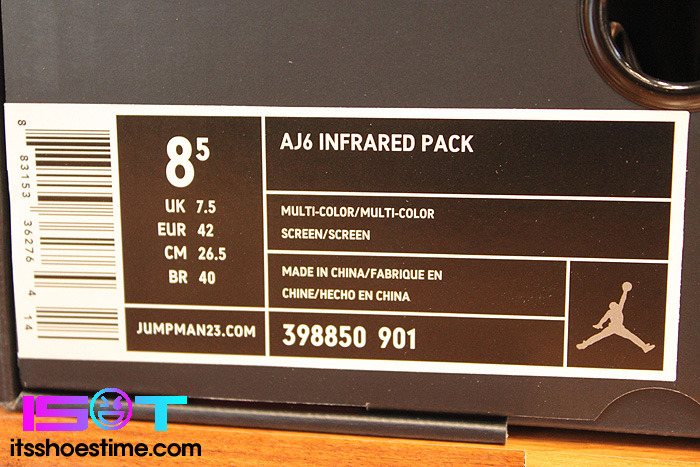 8 83153 36276 4 14
8⁵
UK 7.5
EUR 42
CM 26.5
BR 40
JUMPMAN23.COM
AJ6 INFRARED PACK
MULTI-COLOR/MULTI-COLOR
SCREEN/SCREEN
MADE IN CHINA/FABRIQUE EN
CHINE/HECHO EN CHINA
398850 901
ISOT
itsshoestime.com